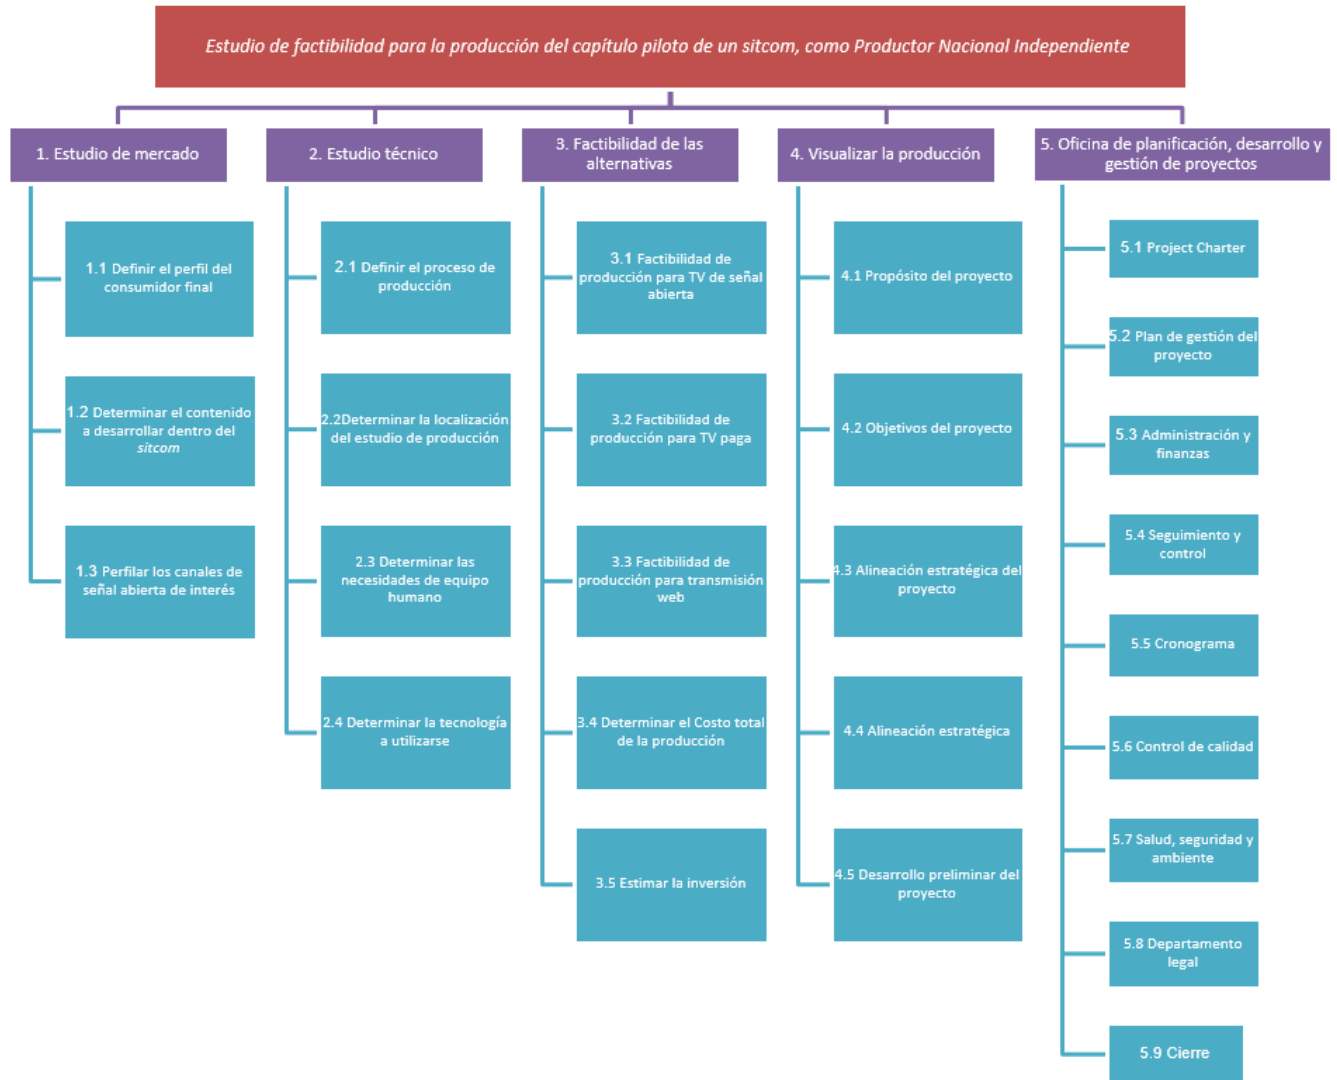 Estudio de factibilidad para la producción del capítulo piloto de un sitcom, como Productor Nacional Independiente
1. Estudio de mercado
1.1 Definir el perfil del
consumidor final
1.2 Determinar el contenido
a desarrollar dentro del
sitcom
1.3 Perfilar los canales de
señal abierta de interés
2. Estudio técnico
2.1 Definir el proceso de
producción
2.2Determinar la localización
del estudio de producción
2.3 Determinar las
necesidades de equipo
humano
2.4 Determinar la tecnología
a utilizarse
3. Factibilidad de las
alternativas
3.1 Factibilidad de
producción para TV de señal
abierta
3.2 Factibilidad de
producción para TV paga
3.3 Factibilidad de
producción para transmisión
web
3.4 Determinar el Costo total
de la producción
3.5 Estimar la inversión
4. Visualizar la producción
4.1 Propósito del proyecto
4.2 Objetivos del proyecto
4.3 Alineación estratégica del
proyecto
4.4 Alineación estratégica
4.5 Desarrollo preliminar del
proyecto
5. Oficina de planificación, desarrollo y
gestión de proyectos
5.1 Project Charter
5.2 Plan de gestión del
proyecto
5.3 Administración y
finanzas
5.4 Seguimiento y
control
5.5 Cronograma
5.6 Control de calidad
5.7 Salud, seguridad y
ambiente
5.8 Departamento
legal
5.9 Cierre